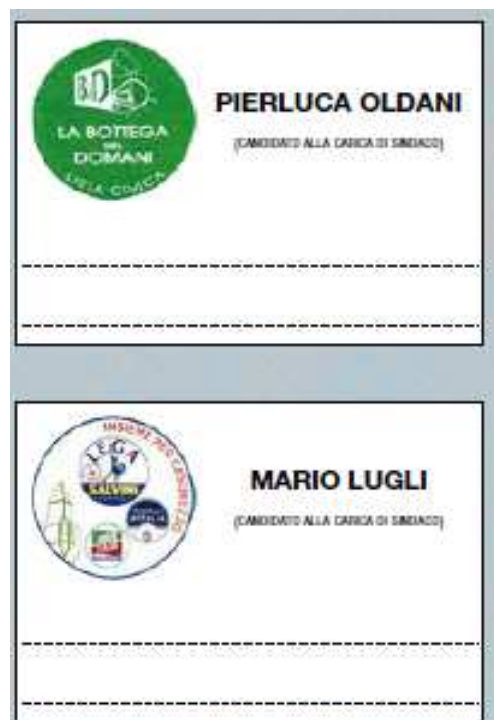 BD
LA BOTTEGA
DEL
DOMANI
LISTA CIVICA
PIERLUCA OLDANI
(CANDIDATO ALLA CARICA DI SINDACO)
INSIEME PER CASOREZZO
LEGA
SALVINI
MARIO LUGLI
(CANDIDATO ALLA CARICA DI SINDACO)